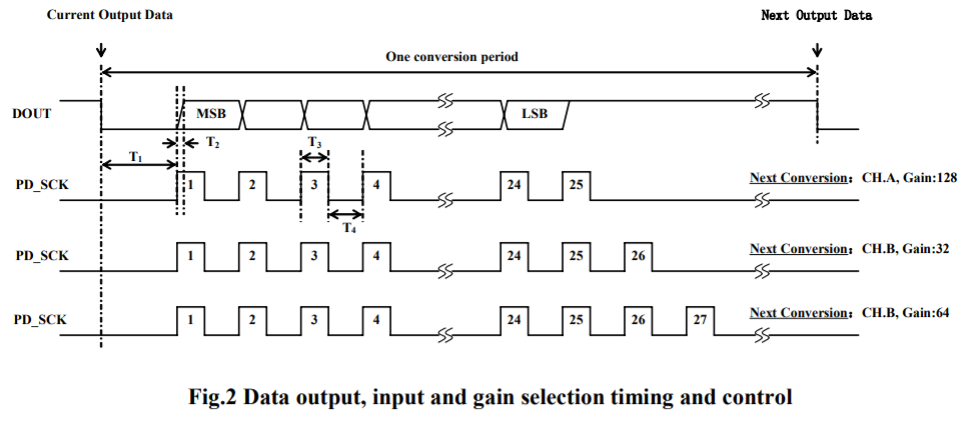 Current Output Data
Next Output Data
One conversion period
DOUT
MSB
LSB
T2
T3
T1
PD_SCK
1
2
3
4
24
25
Next Conversion：CH.A, Gain:128
T4
PD_SCK
1
2
3
4
24
25
26
Next Conversion：CH.B, Gain:32
PD_SCK
1
2
3
4
24
25
26
27
Next Conversion：CH.B, Gain:64
Fig.2 Data output, input and gain selection timing and control